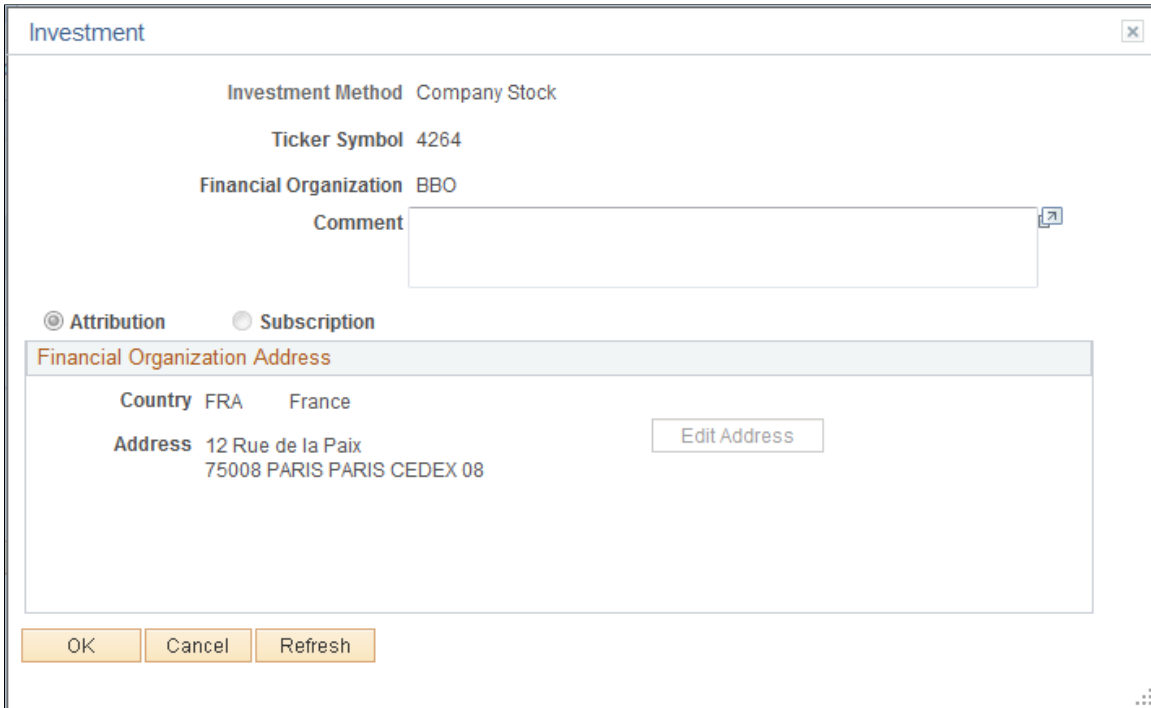 Investment
Investment Method Company Stock
Ticker Symbol 4264
Financial Organization BBO
Comment
Attribution Subscription
Financial Organization Address
Country FRA France
Address 12 Rue de la Paix
Edit Address
75008 PARIS PARIS CEDEX 08
OK Cancel Refresh